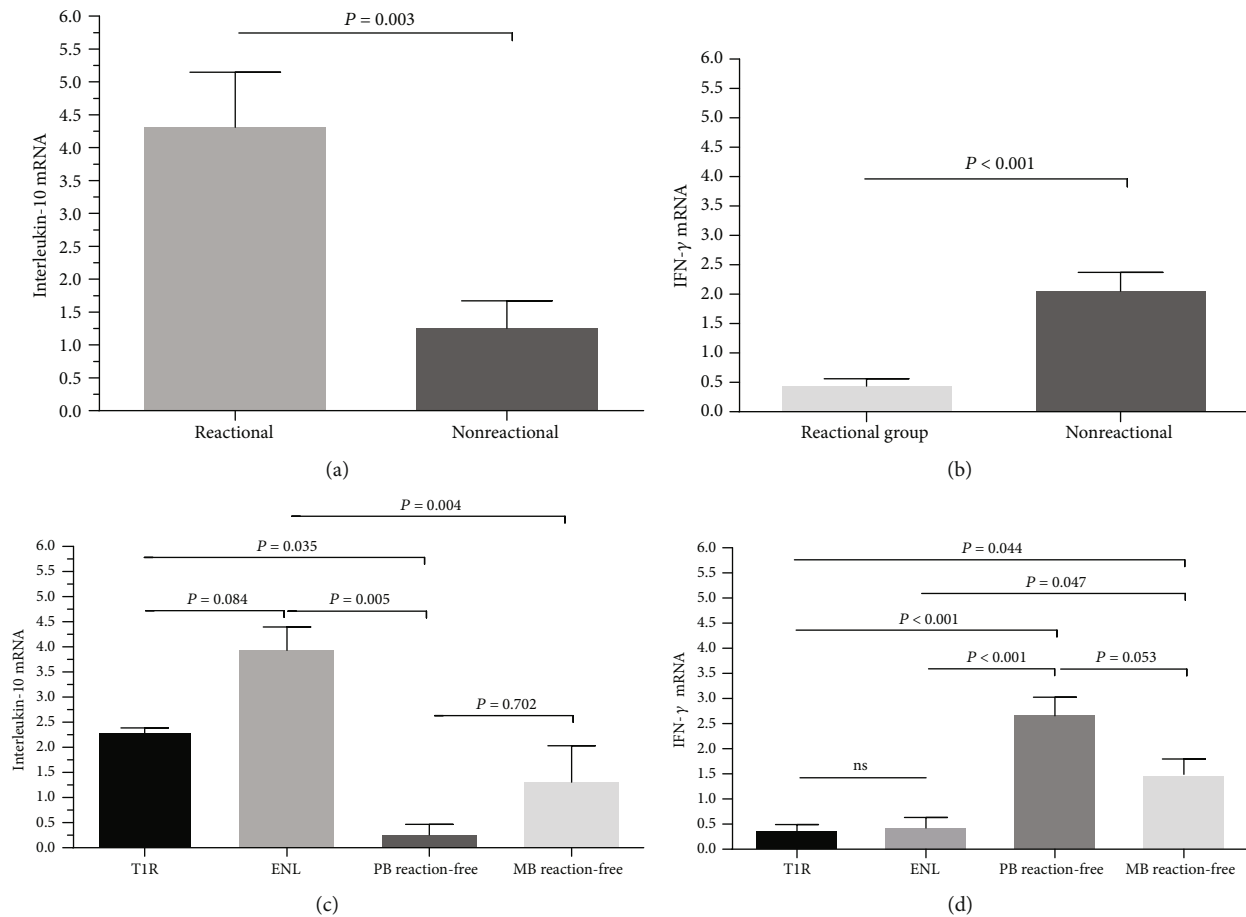 6.0
5.5
5.0
4.5
4.0
3.5
3.0
2.5
2.0
1.5
1.0
0.5
0.0
Interleukin-10 mRNA
P = 0.003
Reactional
Nonreactional
(a)
6.0
5.5
5.0
4.5
4.0
3.5
3.0
2.5
2.0
1.5
1.0
0.5
0.0
IFN-γ mRNA
P < 0.001
Reactional group
Nonreactional
(b)
6.0
5.5
5.0
4.5
4.0
3.5
3.0
2.5
2.0
1.5
1.0
0.5
0.0
Interleukin-10 mRNA
P = 0.004
P = 0.035
P = 0.084
P = 0.005
P = 0.702
T1R
ENL
PB reaction-free
MB reaction-free
(c)
6.0
5.5
5.0
4.5
4.0
3.5
3.0
2.5
2.0
1.5
1.0
0.5
0.0
IFN-γ mRNA
P = 0.044
P = 0.047
P < 0.001
P < 0.001
P = 0.053
ns
T1R
ENL
PB reaction-free
MB reaction-free
(d)